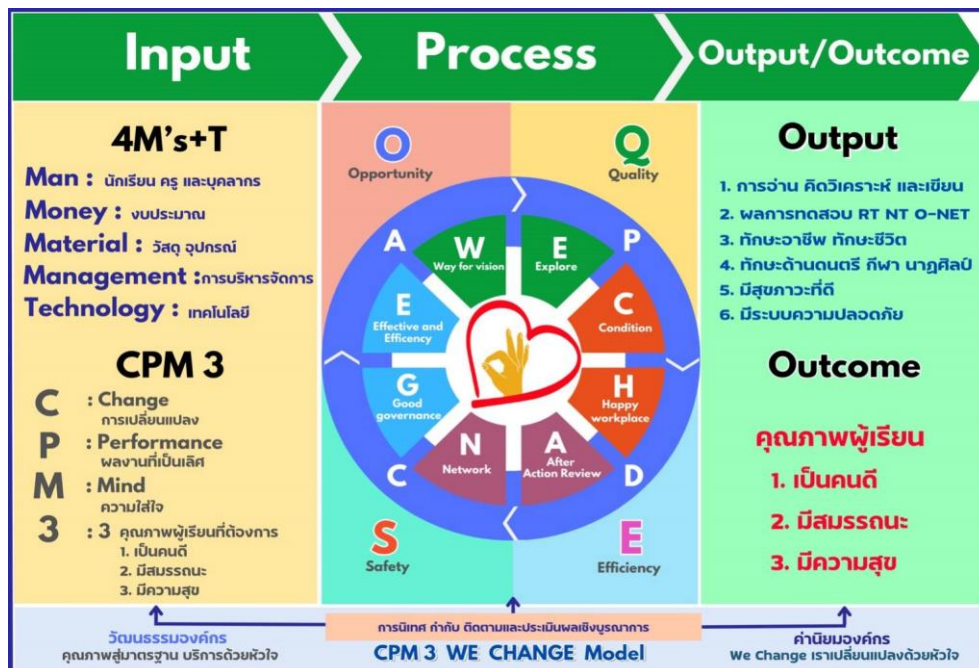 Input
Process
Output/Outcome
4M's+T
Man : นักเรียน ครู และบุคลากร
Money : งบประมาณ
Material : วัสดุ อุปกรณ์
Management :การบริหารจัดการ
Technology : เทคโนโลยี
CPM 3
C : Change
การเปลี่ยนแปลง
P : Performance
ผลงานที่เป็นเลิศ
M : Mind
ความใส่ใจ
3 : 3 คุณภาพผู้เรียนที่ต้องการ
1. เป็นคนดี
2. มีสมรรถนะ
3. มีความสุข
O
Opportunity
Q
Quality
A
P
W
Way for vision
E
Explore
E
Effective and
Efficency
C
Condition
G
Good
governance
H
Happy
workplace
N
Network
A
After
Action Review
C
D
S
Safety
E
Efficiency
Output
1. การอ่าน คิดวิเคราะห์ และเขียน
2. ผลการทดสอบ RT NT O-NET
3. ทักษะอาชีพ ทักษะชีวิต
4. ทักษะด้านดนตรี กีฬา นาฏศิลป์
5. มีสุขภาวะที่ดี
6. มีระบบความปลอดภัย
Outcome
คุณภาพผู้เรียน
1. เป็นคนดี
2. มีสมรรถนะ
3. มีความสุข
วัฒนธรรมองค์กร
คุณภาพสู่มาตรฐาน บริการด้วยหัวใจ
การนิเทศ กำกับ ติดตามและประเมินผลเชิงบูรณาการ
CPM 3 WE CHANGE Model
ค่านิยมองค์กร
We Change เราเปลี่ยนแปลงด้วยหัวใจ